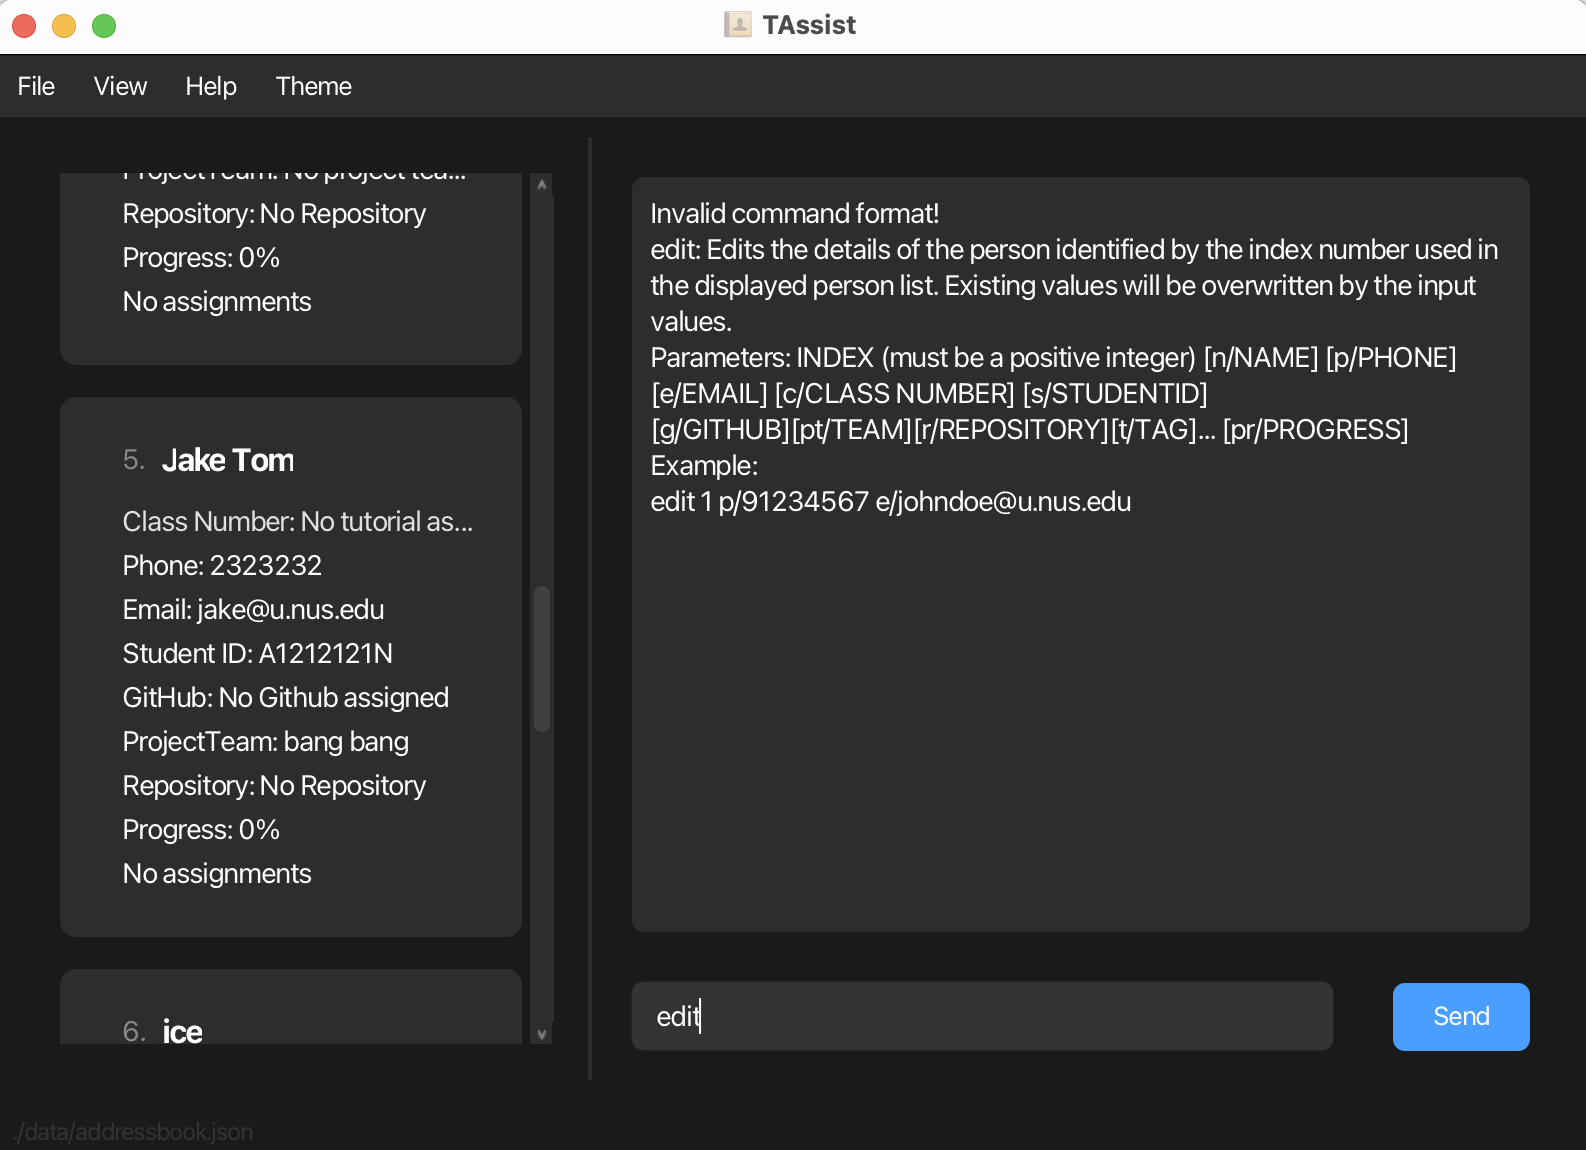 TAssist
File View Help Theme
ProjectTeam: No project tea...
Repository: No Repository
Progress: 0%
No assignments
5. Jake Tom
Class Number: No tutorial as...
Phone: 2323232
Email: jake@u.nus.edu
Student ID: A1212121N
GitHub: No Github assigned
ProjectTeam: bang bang
Repository: No Repository
Progress: 0%
No assignments
6. ice
Invalid command format!
edit: Edits the details of the person identified by the index number used in
the displayed person list. Existing values will be overwritten by the input
values.
Parameters: INDEX (must be a positive integer) [n/NAME] [p/PHONE]
[e/EMAIL] [c/CLASS NUMBER] [s/STUDENTID]
[g/GITHUB][pt/TEAM][r/REPOSITORY][t/TAG]... [pr/PROGRESS]
Example:
edit 1 p/91234567 e/johndoe@u.nus.edu
edit
Send
./data/addressbook.json